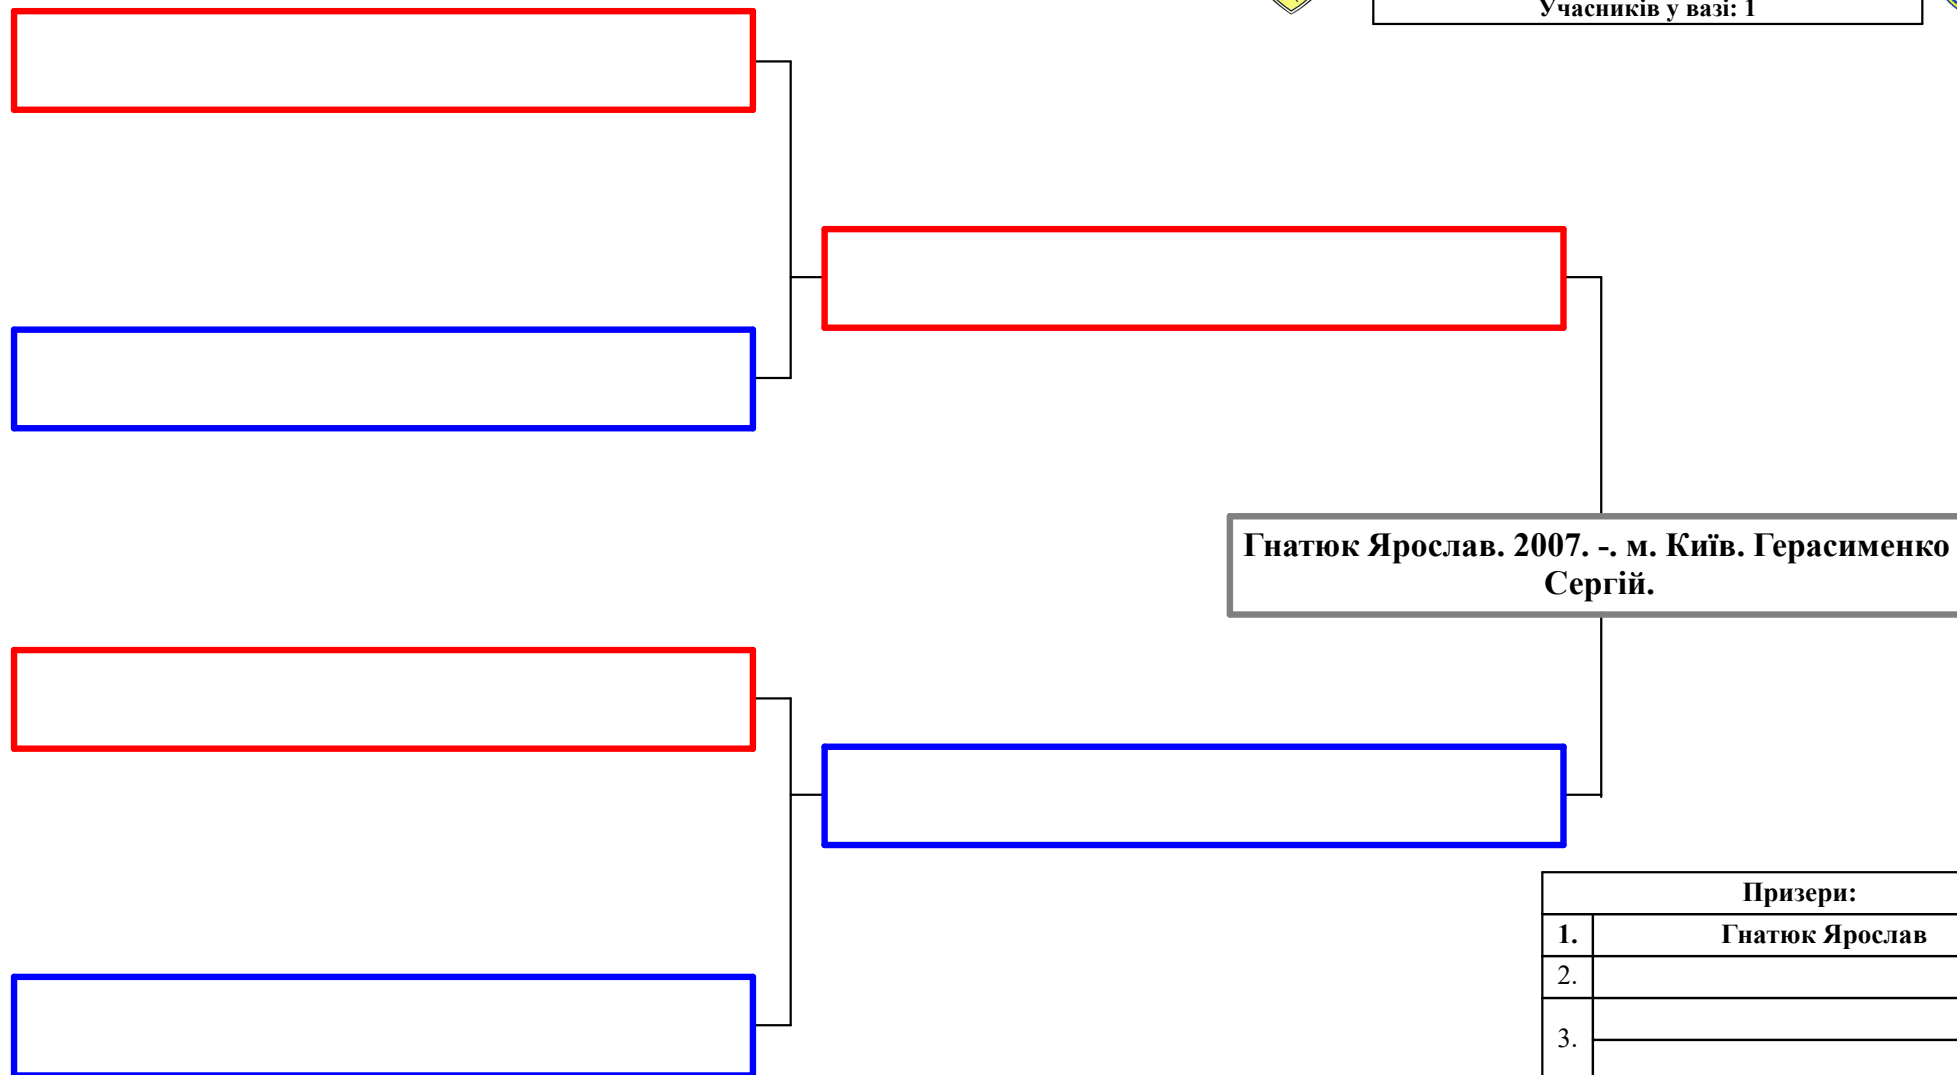 Учасників у вазі: 1
Гнатюк Ярослав. 2007. -. м. Київ. Герасименко
Сергій.
Призери:
1. Гнатюк Ярослав
2.
3.